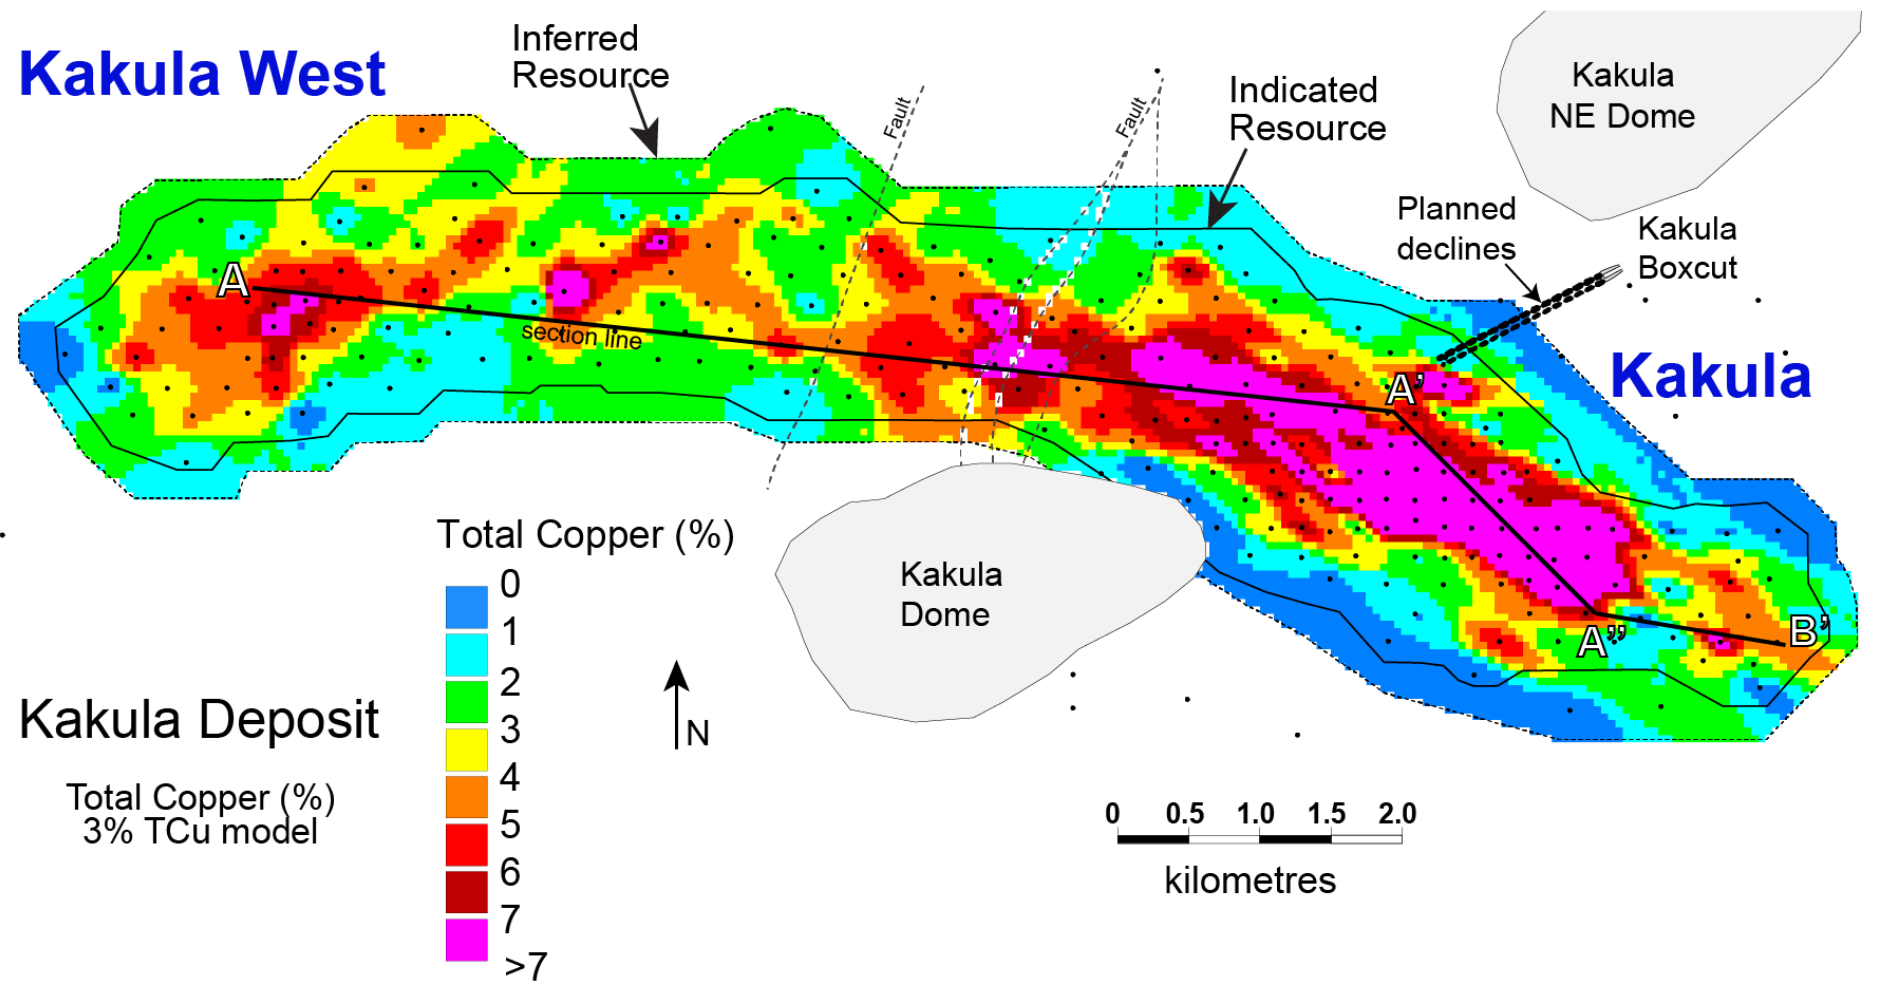 Kakula West
Inferred
Resource
Fault
Fault
Indicated
Resource
Kakula
NE Dome
Planned
declines
Kakula
Boxcut
A
section line
A’
Kakula
A”
B’
Kakula
Dome
Total Copper (%)
0
1
2
3
4
5
6
7
>7
N
Kakula Deposit
Total Copper (%)
3% TCu model
0 0.5 1.0 1.5 2.0
kilometres